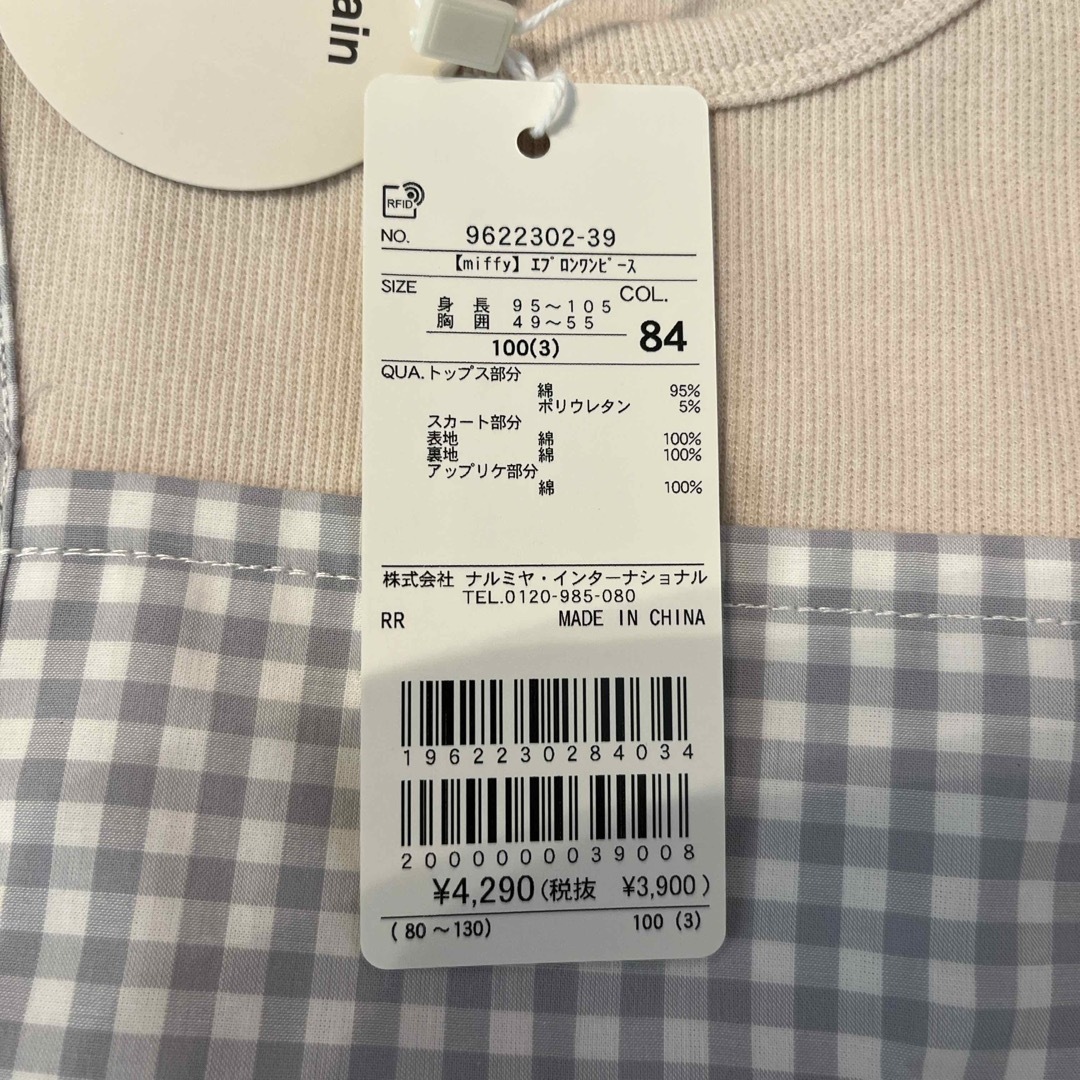 ain
RFID
NO. 9622302-39
【miffy】ｴﾌﾟﾛﾝﾜﾝﾋﾟｰｽ
SIZE
身長 95～105
胸囲 49～55
100(3)
COL.
84
QUA.トップス部分
綿 95%
ポリウレタン 5%
スカート部分
表地 綿 100%
裏地 綿 100%
アップリケ部分
綿 100%
株式会社 ナルミヤ・インターナショナル
TEL.0120-985-080
RR MADE IN CHINA
1962230284034
2000000039008
¥4,290(税抜 ¥3,900)
(80～130) 100 (3)